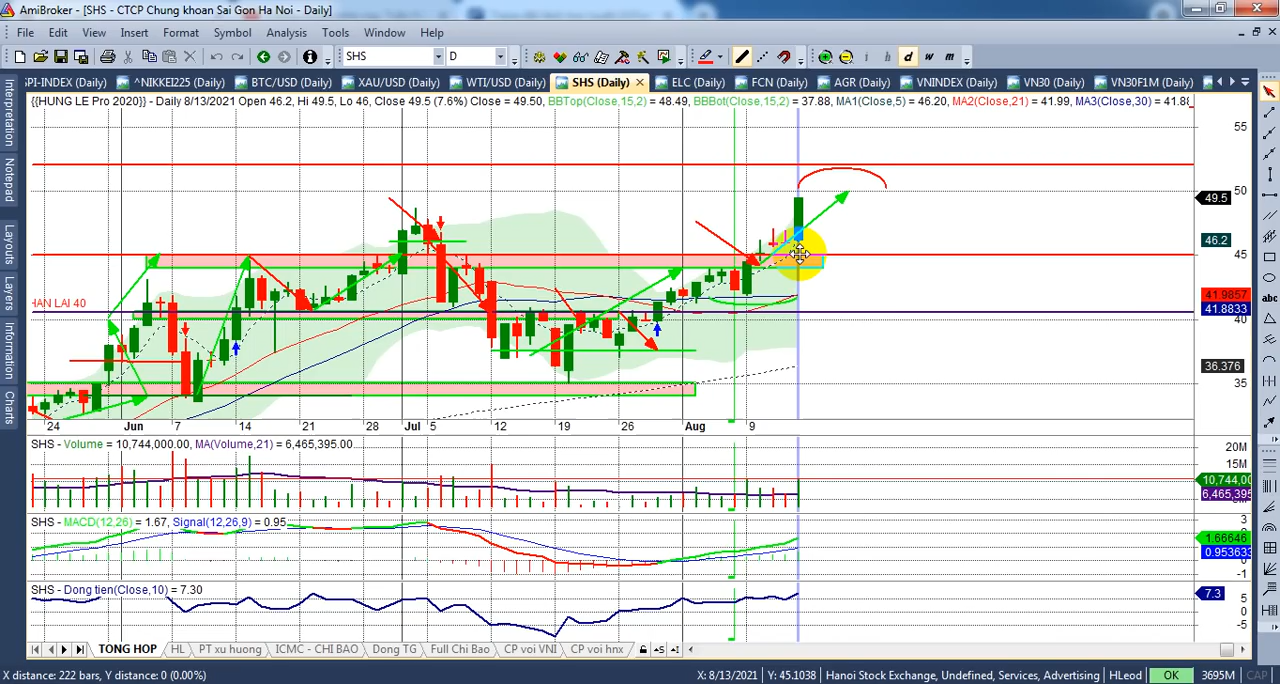 AmiBroker - [SHS - CTCP Chung khoan Sai Gon Ha Noi - Daily]
File Edit View Insert Format Symbol Analysis Tools Window Help
SHS D d w m
PI-INDEX (Daily) ^NIKKEI225 (Daily) BTC/USD (Daily) XAU/USD (Daily) WTI/USD (Daily) SHS (Daily) ELC (Daily) FCN (Daily) AGR (Daily) VNINDEX (Daily) VN30 (Daily) VN30F1M (Daily)
{{HUNG LE Pro 2020}} - Daily 8/13/2021 Open 46.2, Hi 49.5, Lo 46, Close 49.5 (7.6%) Close = 49.50, BBTop(Close,15,2) = 48.49, BBBot(Close,15,2) = 37.88, MA1(Close,5) = 46.20, MA2(Close,21) = 41.99, MA3(Close,30) = 41.88
Interpretation
Notepad
Layouts
Layers
Information
Charts
55
50
49.5
46.2
45
41.9857
HAN LAI 40
41.8833
40
36.376
35
24 Jun 7 14 21 28 Jul 5 12 19 26 Aug 9
SHS - Volume = 10,744,000.00, MA(Volume,21) = 6,465,395.00
20M
15M
10,744,00
6,465,395
SHS - MACD(12,26) = 1.67, Signal(12,26,9) = 0.95
3
1.66646
0.953633
-1
SHS - Dong tien(Close,10) = 7.30
7.3
5
0
-5
TONG HOP HL PT xu huong ICMC - CHI BAO Dong TG Full Chi Bao CP voi VNI CP voi hnx
X distance: 222 bars, Y distance: 0 (0.00%) X: 8/13/2021 Y: 45.1038 Hanoi Stock Exchange, Undefined, Services, Advertising HLeod OK 3695M CAP